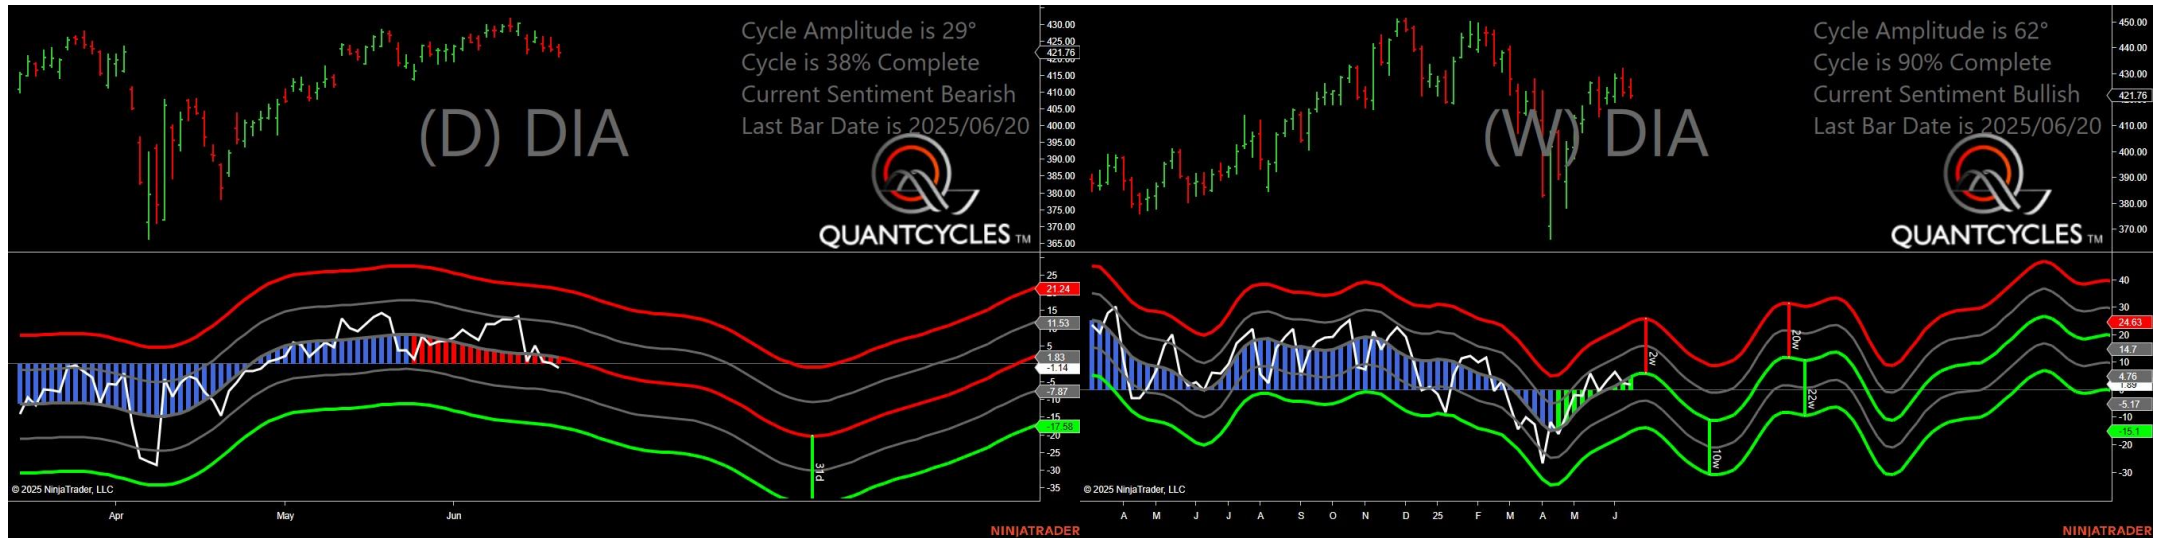 Cycle Amplitude is 29°
Cycle is 38% Complete
Current Sentiment Bearish
Last Bar Date is 2025/06/20
(D) DIA
QUANTCYCLES TM
430.00
425.00
421.76
420.00
415.00
410.00
405.00
400.00
395.00
390.00
385.00
380.00
375.00
370.00
365.00
25
21.24
15
11.53
5
1.83
-1.14
-5
-7.87
-10
-15
-17.58
-20
-25
-30
-35
31d
© 2025 NinjaTrader, LLC
Apr May Jun
NINJATRADER
Cycle Amplitude is 62°
Cycle is 90% Complete
Current Sentiment Bullish
Last Bar Date is 2025/06/20
(W) DIA
QUANTCYCLES TM
450.00
440.00
430.00
421.76
410.00
400.00
390.00
380.00
370.00
40
30
24.63
20
14.7
10
4.76
1.89
-5.17
-10
-15.1
-20
-30
2w
10w
20w
22w
© 2025 NinjaTrader, LLC
A M J J A S O N D 25 F M A M J
NINJATRADER